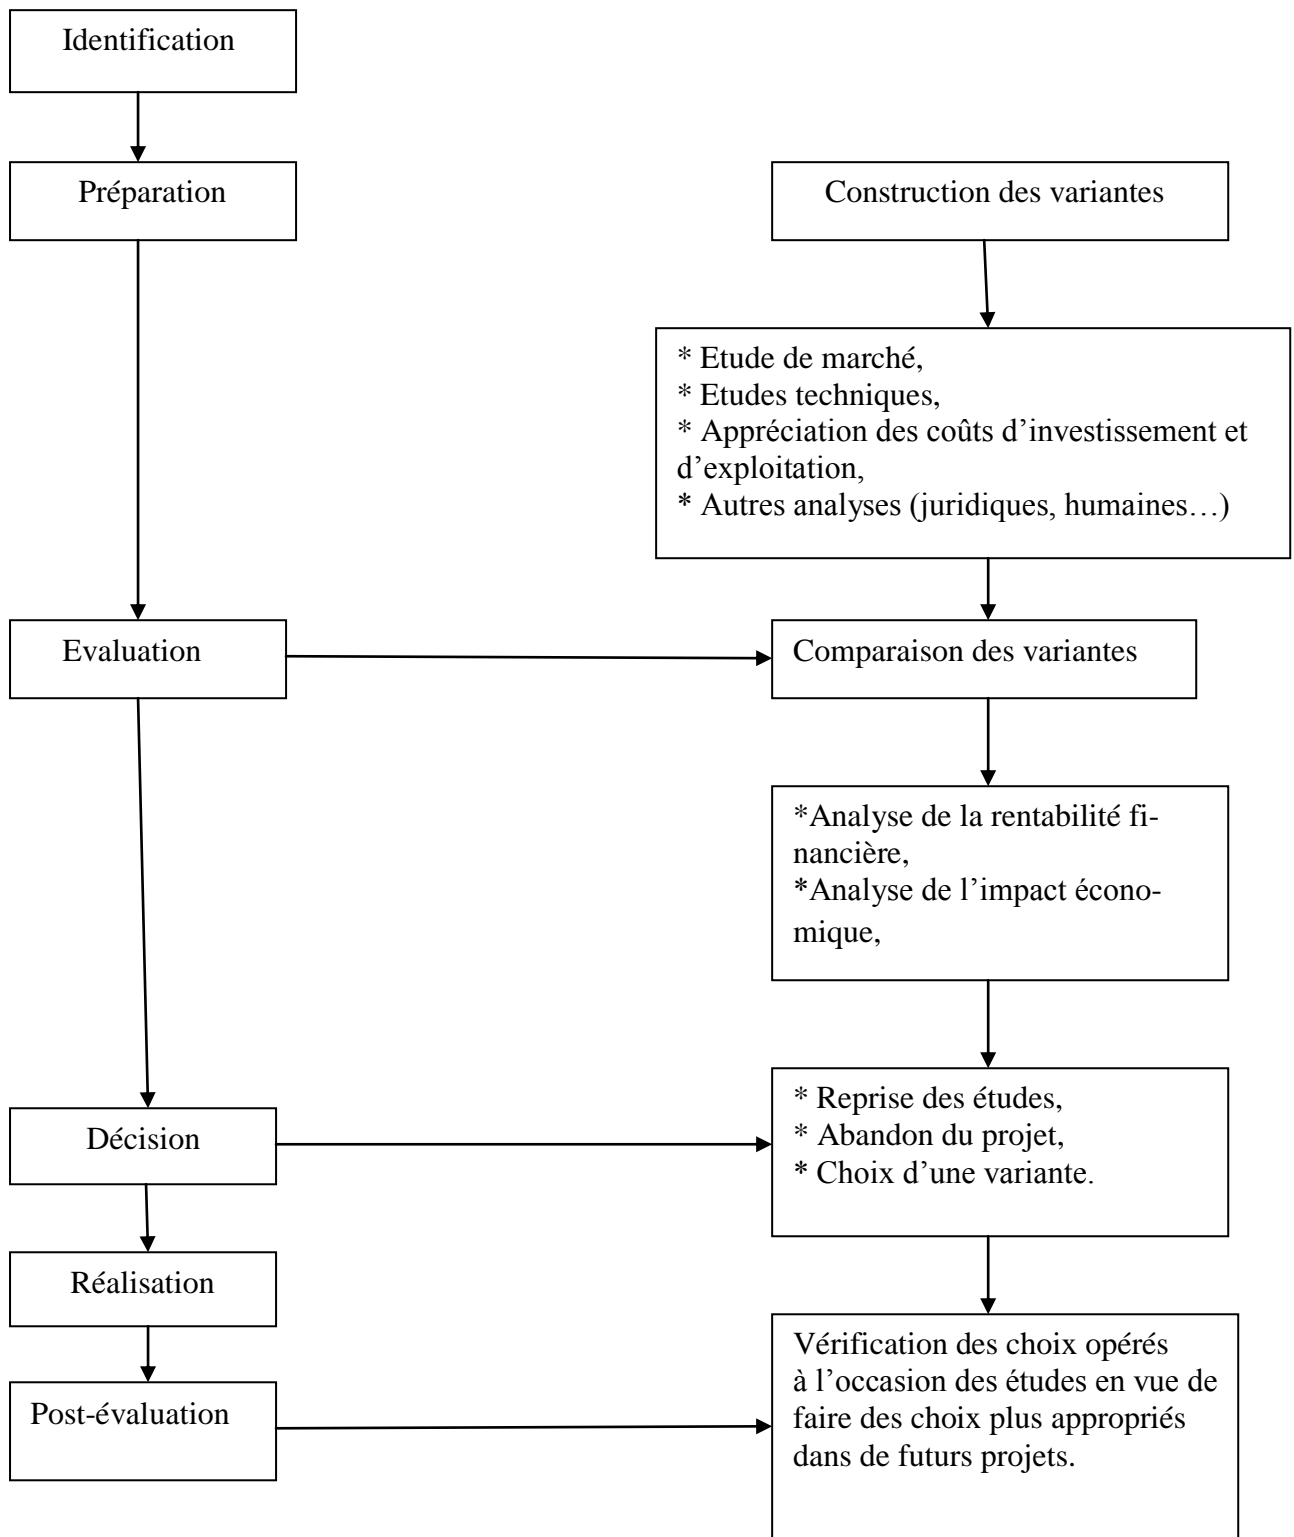 Identification
Préparation
Construction des variantes
* Etude de marché,
* Etudes techniques,
* Appréciation des coûts d’investissement et
d’exploitation,
* Autres analyses (juridiques, humaines…)
Evaluation
Comparaison des variantes
*Analyse de la rentabilité fi-
nancière,
*Analyse de l’impact écono-
mique,
Décision
* Reprise des études,
* Abandon du projet,
* Choix d’une variante.
Réalisation
Post-évaluation
Vérification des choix opérés
à l’occasion des études en vue de
faire des choix plus appropriés
dans de futurs projets.